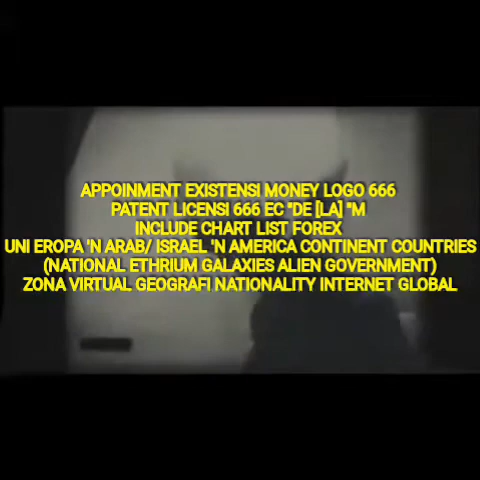 APPOINMENT EXISTENSI MONEY LOGO 666
PATENT LICENSI 666 EC "DE [LA] "M
INCLUDE CHART LIST FOREX
UNI EROPA 'N ARAB/ ISRAEL 'N AMERICA CONTINENT COUNTRIES
(NATIONAL ETHRIUM GALAXIES ALIEN GOVERNMENT)
ZONA VIRTUAL GEOGRAFI NATIONALITY INTERNET GLOBAL